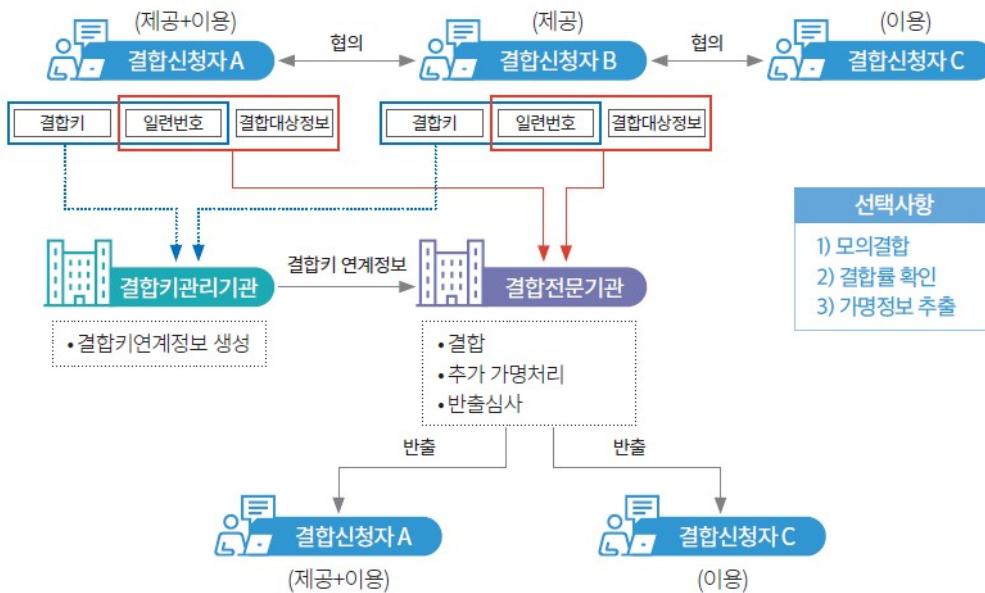 (제공+이용)
(제공)
(이용)
결합신청자 A
협의
결합신청자 B
협의
결합신청자 C
결합키
일련번호
결합대상정보
결합키
일련번호
결합대상정보
선택사항
1) 모의결합
2) 결합률 확인
3) 가명정보 추출
결합키관리기관
결합키 연계정보
결합전문기관
• 결합키연계정보 생성
• 결합
• 추가 가명처리
• 반출심사
반출
반출
결합신청자 A
결합신청자 C
(제공+이용)
(이용)